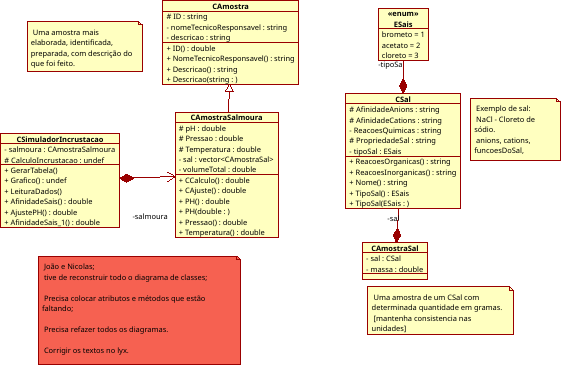 Uma amostra mais
elaborada, identificada,
preparada, com descrição do
que foi feito.
CAmostra
# ID : string
- nomeTecnicoResponsavel : string
- descricao : string
+ ID() : double
+ NomeTecnicoResponsavel() : string
+ Descricao() : string
+ Descricao(string : )
«enum»
ESais
brometo = 1
acetato = 2
cloreto = 3
-tipoSal
CSal
# AfinidadeAnions : string
# AfinidadeCations : string
- ReacoesQuimicas : string
# PropriedadeSal : string
- tipoSal : ESais
+ ReacoesOrganicas() : string
+ ReacoesInorganicas() : string
+ Nome() : string
+ TipoSal() : ESais
+ TipoSal(ESais : )
Exemplo de sal:
NaCl - Cloreto de
sódio.
anions, cations,
funcoesDoSal,
CSimuladorIncrustacao
- salmoura : CAmostraSalmoura
# CalculoIncrustacao : undef
+ GerarTabela()
+ Grafico() : undef
+ LeituraDados()
+ AfinidadeSais() : double
+ AjustePH() : double
+ AfinidadeSais_1() : double
-salmoura
CAmostraSalmoura
# pH : double
# Pressao : double
# Temperatura : double
- sal : vector<CAmostraSal>
- volumeTotal : double
+ CCalculo() : double
+ CAjuste() : double
+ PH() : double
+ PH(double : )
+ Pressao() : double
+ Temperatura() : double
-sal
CAmostraSal
- sal : CSal
- massa : double
Uma amostra de um CSal com
determinada quantidade em gramas.
[mantenha consistencia nas
unidades]
João e Nicolas;
tive de reconstruir todo o diagrama de classes;
Precisa colocar atributos e métodos que estão
faltando;
Precisa refazer todos os diagramas.
Corrigir os textos no lyx.